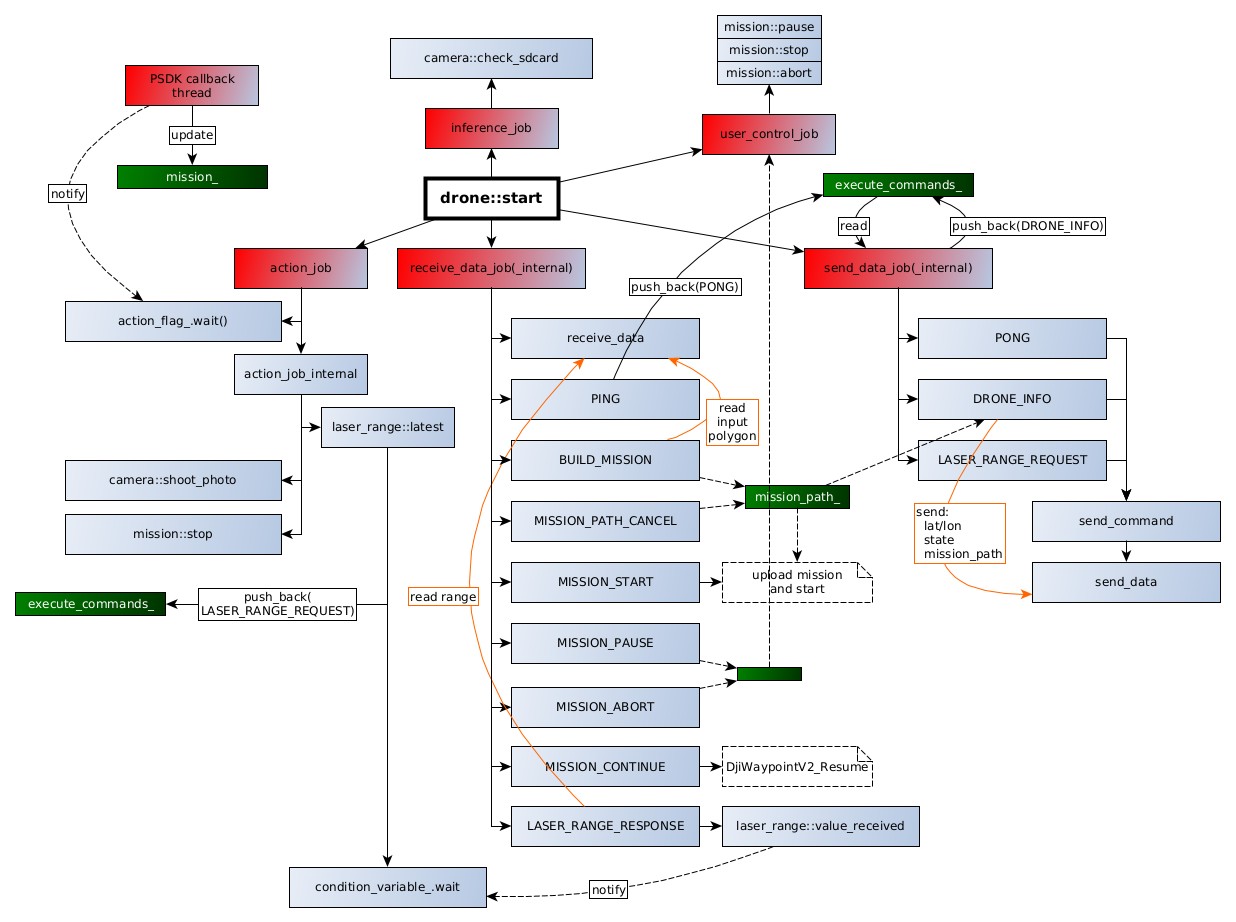 mission::pause
mission::stop
mission::abort
camera::check_sdcard
PSDK callback
thread
update
mission_
notify
inference_job
user_control_job
drone::start
execute_commands_
read
push_back(DRONE_INFO)
action_job
receive_data_job(_internal)
send_data_job(_internal)
push_back(PONG)
action_flag_.wait()
action_job_internal
laser_range::latest
camera::shoot_photo
mission::stop
execute_commands_
push_back(
LASER_RANGE_REQUEST)
receive_data
PING
read
input
polygon
BUILD_MISSION
mission_path_
MISSION_PATH_CANCEL
MISSION_START
upload mission
and start
read range
MISSION_PAUSE
MISSION_ABORT
MISSION_CONTINUE
DjiWaypointV2_Resume
LASER_RANGE_RESPONSE
laser_range::value_received
condition_variable_.wait
notify
PONG
DRONE_INFO
LASER_RANGE_REQUEST
send:
lat/lon
state
mission_path
send_command
send_data